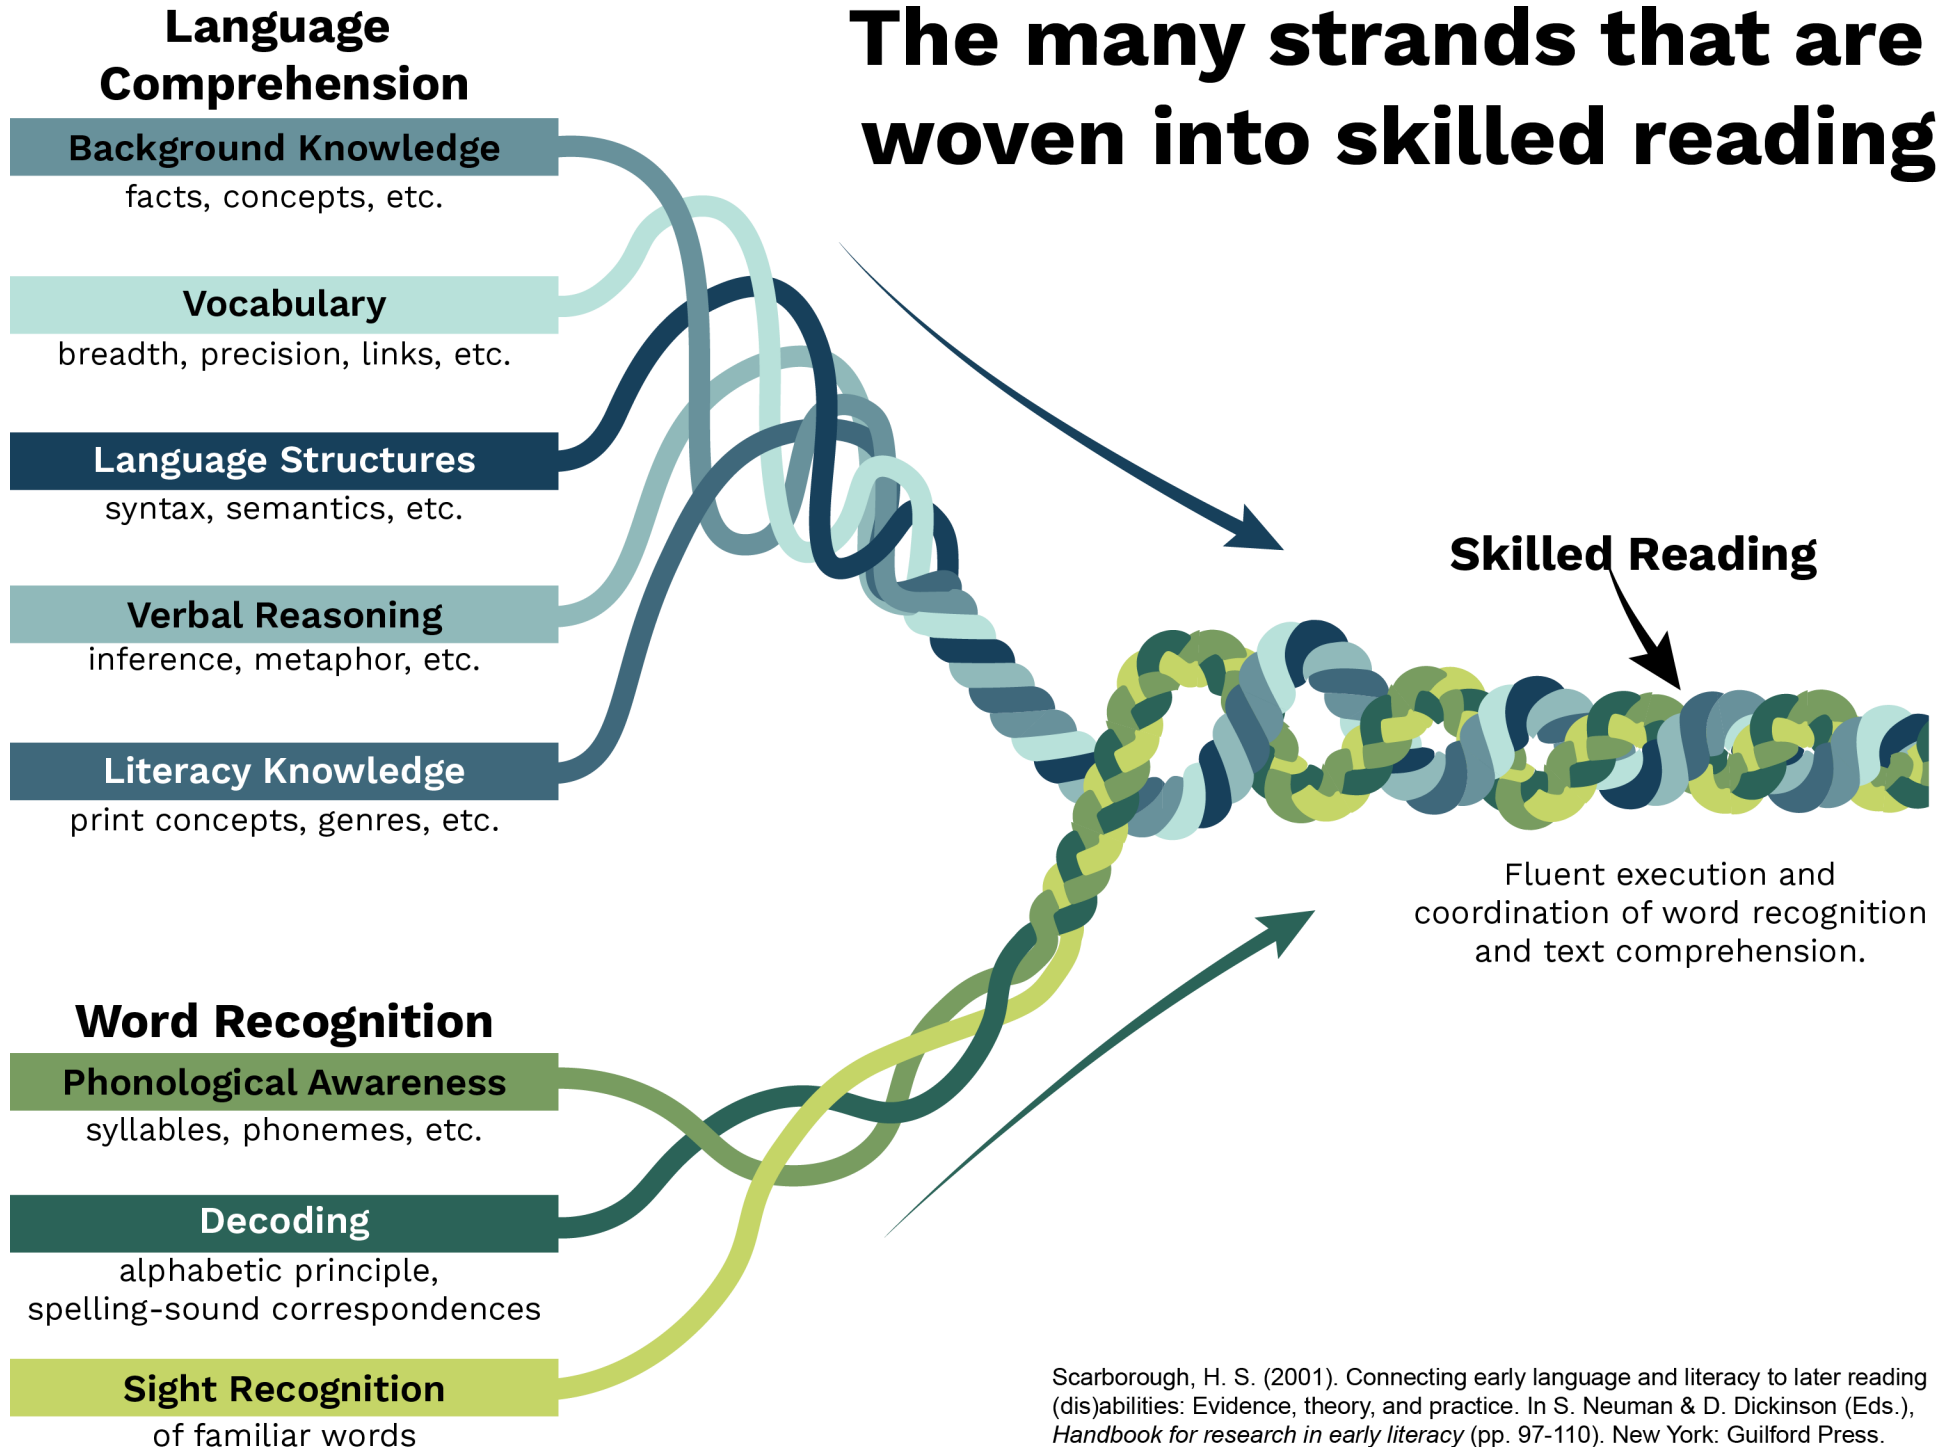 The many strands that are
woven into skilled reading
Language
Comprehension
Background Knowledge
facts, concepts, etc.
Vocabulary
breadth, precision, links, etc.
Language Structures
syntax, semantics, etc.
Verbal Reasoning
inference, metaphor, etc.
Literacy Knowledge
print concepts, genres, etc.
Word Recognition
Phonological Awareness
syllables, phonemes, etc.
Decoding
alphabetic principle,
spelling-sound correspondences
Sight Recognition
of familiar words
Skilled Reading
Fluent execution and
coordination of word recognition
and text comprehension.
Scarborough, H. S. (2001). Connecting early language and literacy to later reading
(dis)abilities: Evidence, theory, and practice. In S. Neuman & D. Dickinson (Eds.),
Handbook for research in early literacy (pp. 97-110). New York: Guilford Press.